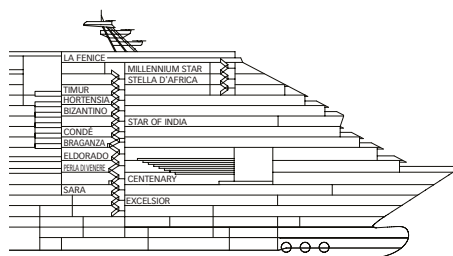 LA FENICE
MILLENNIUM STAR
STELLA D'AFRICA
TIMUR
HORTENSIA
BIZANTINO
STAR OF INDIA
CONDÉ
BRAGANZA
ELDORADO
PERLA DI VENERE
CENTENARY
SARA
EXCELSIOR